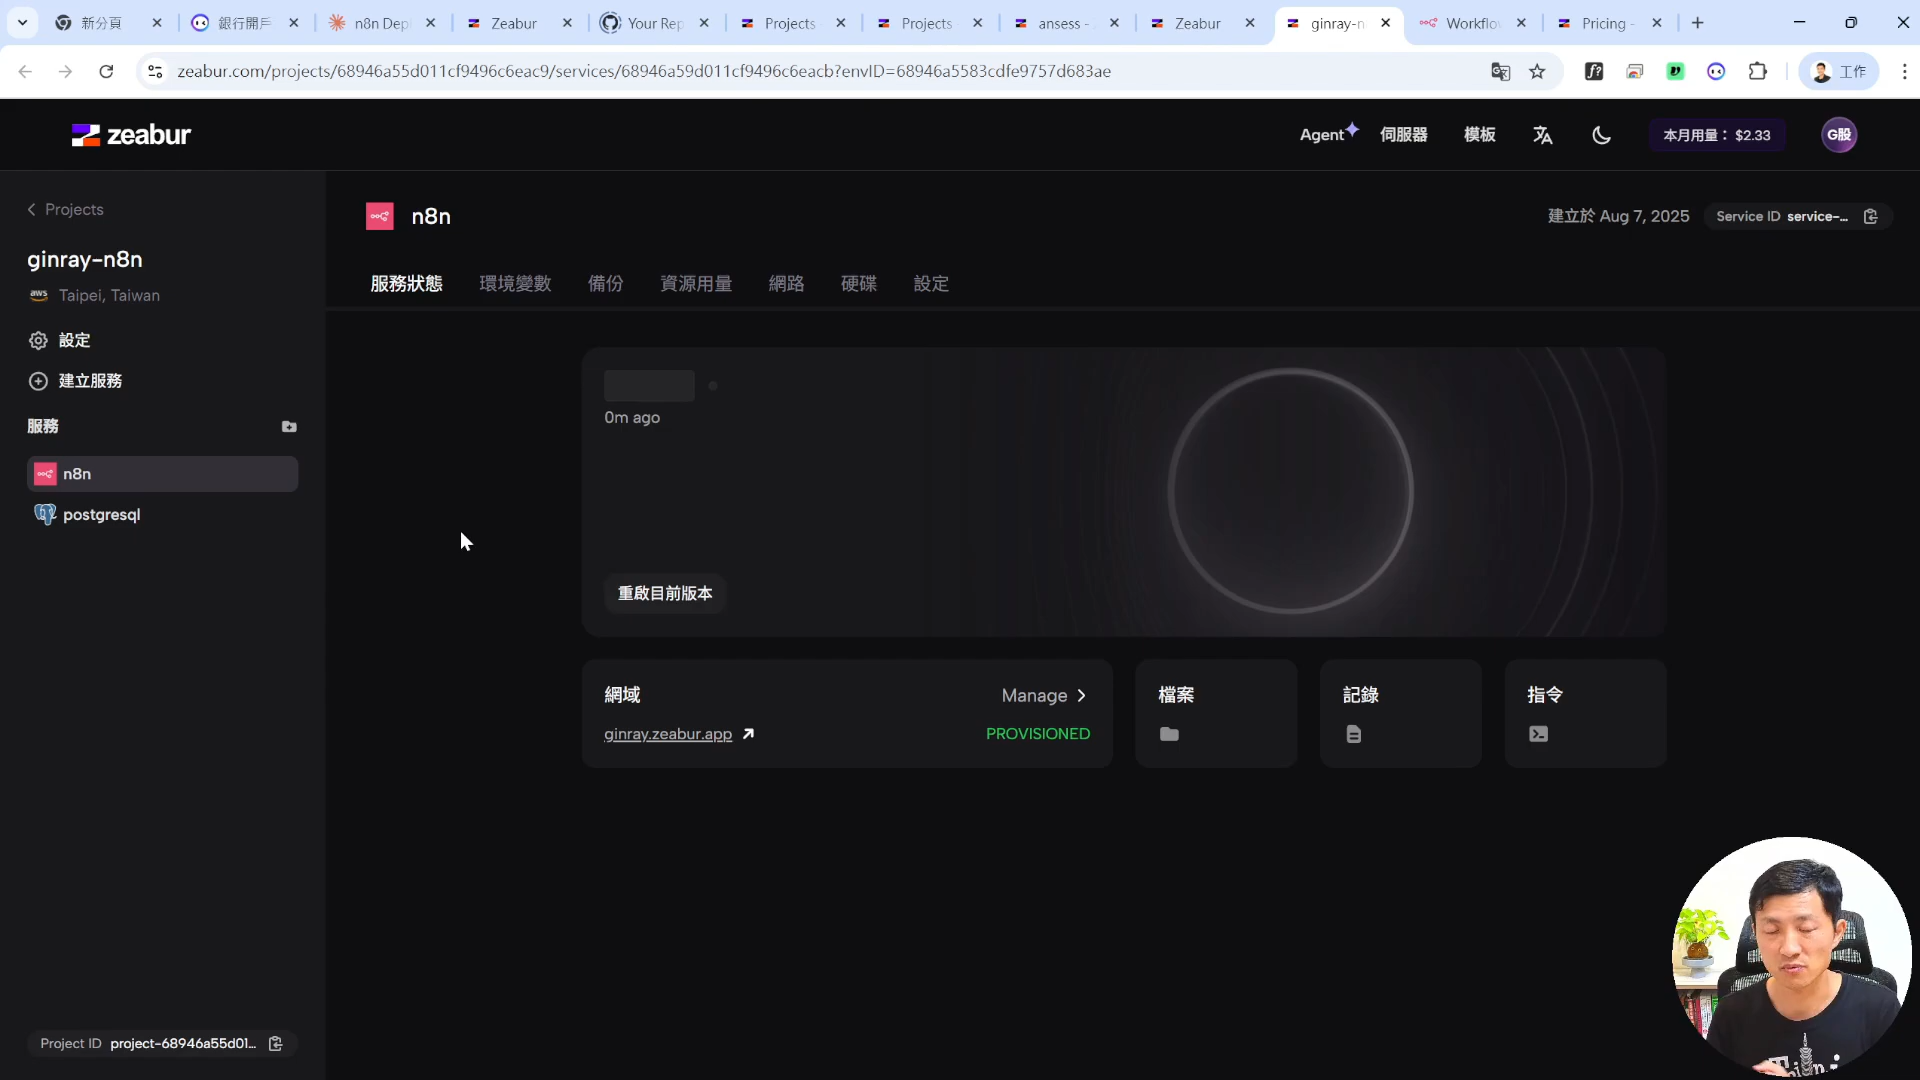 新分頁
銀行開戶
n8n Dep
Zeabur
Your Rep
Projects
Projects
ansess -
Zeabur
ginray-n
Workflo
Pricing -
zeabur.com/projects/68946a55d011cf9496c6eac9/services/68946a59d011cf9496c6eacb?envID=68946a5583cdfe9757d683ae
工作
zeabur
Agent
伺服器
模板
本月用量： $2.33
G股
Projects
ginray-n8n
aws Taipei, Taiwan
設定
建立服務
服務
n8n
postgresql
Project ID project-68946a55d01...
n8n
建立於 Aug 7, 2025
Service ID service-...
服務狀態
環境變數
備份
資源用量
網路
硬碟
設定
0m ago
重啟目前版本
網域
Manage
ginray.zeabur.app
PROVISIONED
檔案
記錄
指令